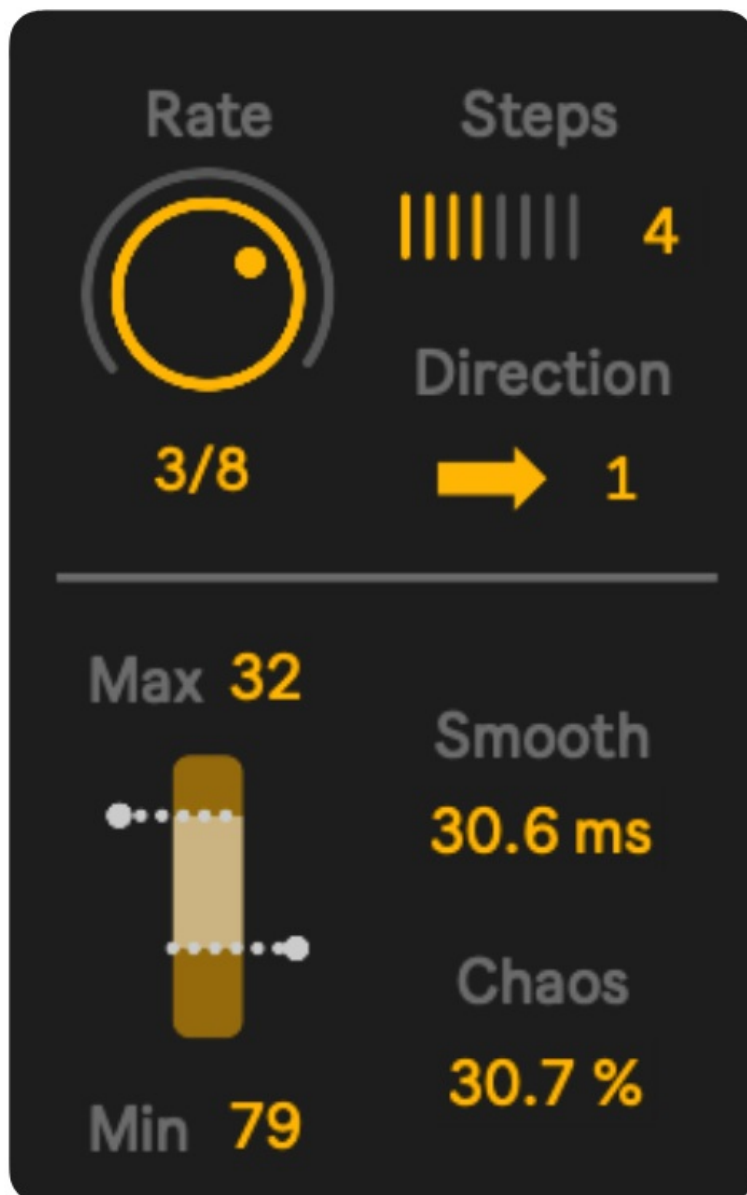 Rate
Steps
4
Direction
3/8
1
Max 32
Smooth
30.6 ms
Chaos
30.7 %
Min 79